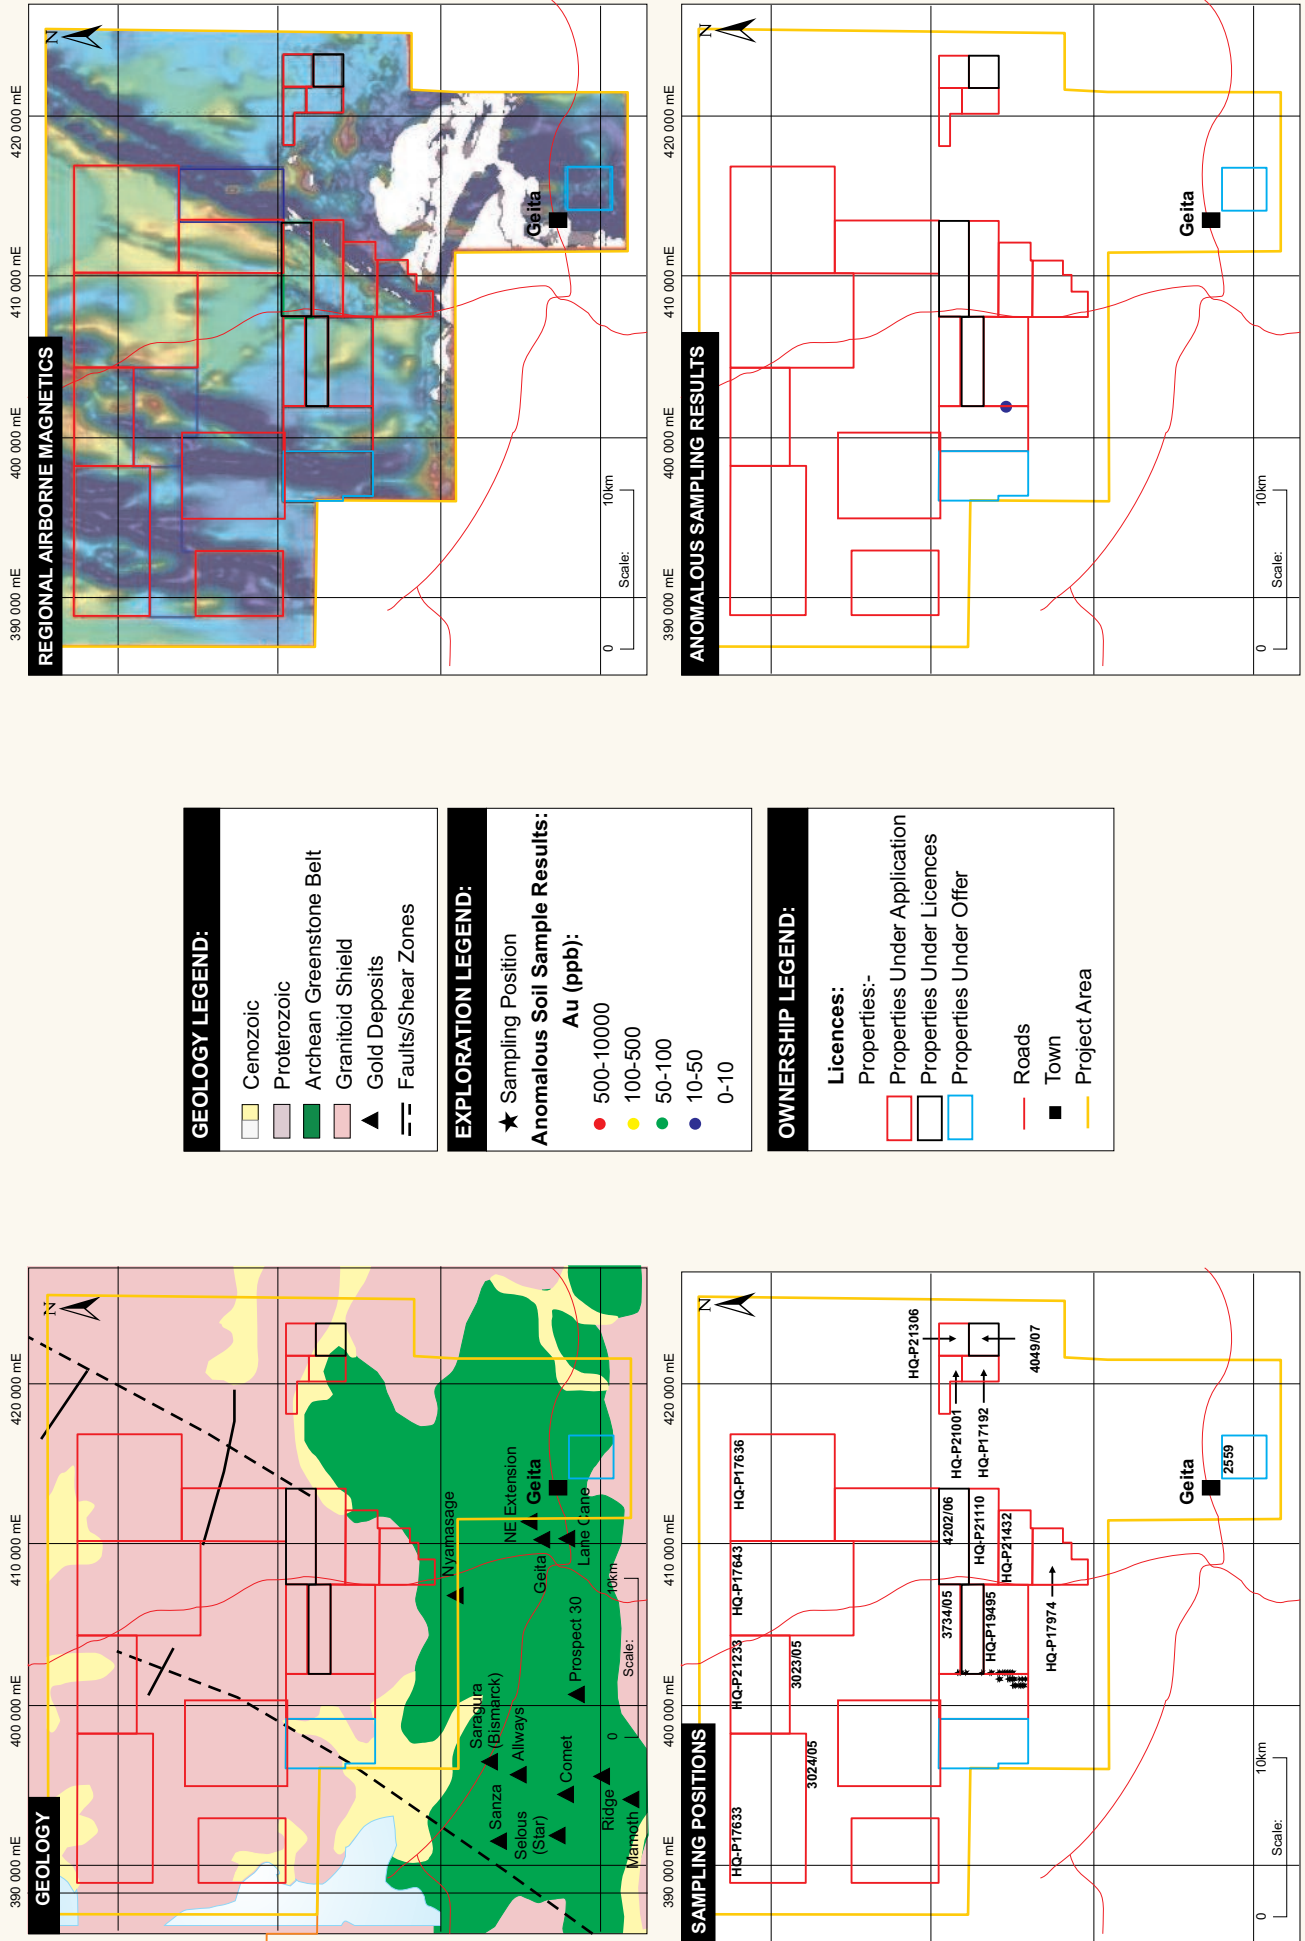 GEOLOGY
390 000 mE
400 000 mE
410 000 mE
420 000 mE
N
Nyamasage
NE Extension
Geita
Geita
Lane Cane
Saragura
(Bismarck)
Allways
Sanza
Selous
(Star)
Comet
Prospect 30
Ridge
Mamoth
Scale:
0
10km
GEOLOGY LEGEND:
Cenozoic
Proterozoic
Archean Greenstone Belt
Granitoid Shield
Gold Deposits
Faults/Shear Zones
REGIONAL AIRBORNE MAGNETICS
390 000 mE
400 000 mE
410 000 mE
420 000 mE
N
Geita
Scale:
0
10km
EXPLORATION LEGEND:
Sampling Position
Anomalous Soil Sample Results:
Au (ppb):
500-10000
100-500
50-100
10-50
0-10
SAMPLING POSITIONS
390 000 mE
400 000 mE
410 000 mE
420 000 mE
N
HQ-P17633
HQ-P21233
HQ-P17643
HQ-P17636
3024/05
3023/05
3734/05
4202/06
HQ-P19495
HQ-P21110
HQ-P21432
HQ-P17974
HQ-P21001
HQ-P17192
HQ-P21306
4049/07
Geita
2559
Scale:
0
10km
OWNERSHIP LEGEND:
Licences:
Properties:-
Properties Under Application
Properties Under Licences
Properties Under Offer
Roads
Town
Project Area
ANOMALOUS SAMPLING RESULTS
390 000 mE
400 000 mE
410 000 mE
420 000 mE
N
Geita
Scale:
0
10km